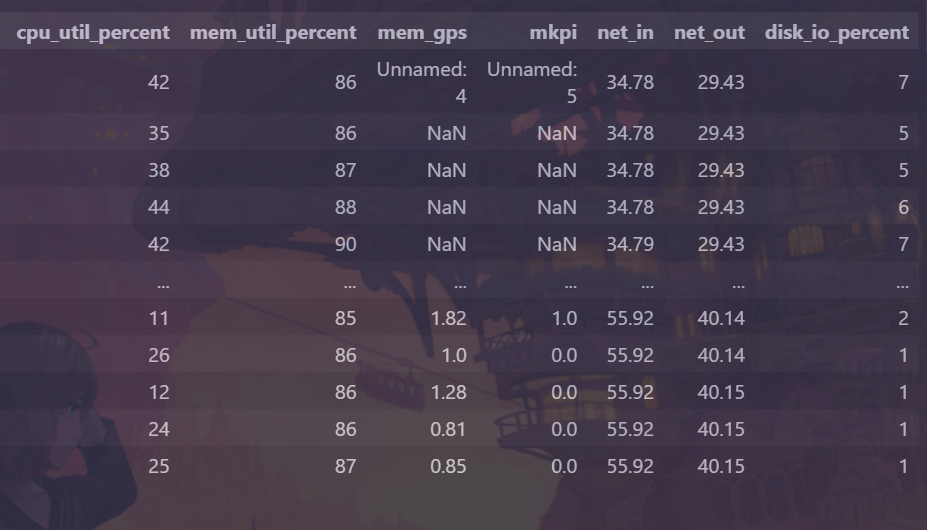 cpu_util_percent mem_util_percent mem_gps mkpi net_in net_out disk_io_percent
42 86 Unnamed: 4 Unnamed: 5 34.78 29.43 7
35 86 NaN NaN 34.78 29.43 5
38 87 NaN NaN 34.78 29.43 5
44 88 NaN NaN 34.78 29.43 6
42 90 NaN NaN 34.79 29.43 7
... ... ... ... ... ... ...
11 85 1.82 1.0 55.92 40.14 2
26 86 1.0 0.0 55.92 40.14 1
12 86 1.28 0.0 55.92 40.15 1
24 86 0.81 0.0 55.92 40.15 1
25 87 0.85 0.0 55.92 40.15 1